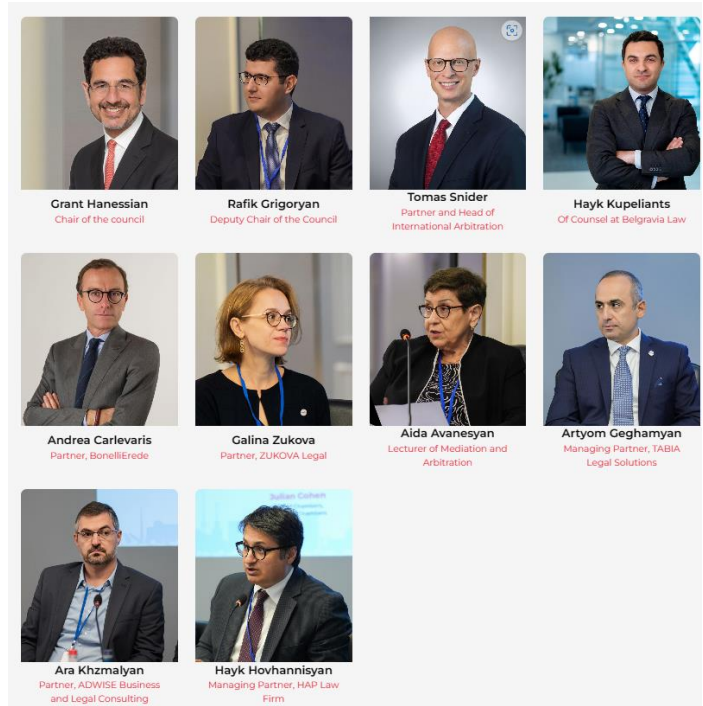 Grant Hanessian
Chair of the council
Rafik Grigoryan
Deputy Chair of the Council
Tomas Snider
Partner and Head of
International Arbitration
Hayk Kupeliants
Of Counsel at Belgravia Law
Andrea Carlevaris
Partner, BonelliErede
Galina Zukova
Partner, ZUKOVA Legal
Aida Avanesyan
Lecturer of Mediation and
Arbitration
Artyom Geghamyan
Managing Partner, TABIA
Legal Solutions
Ara Khzmalyan
Partner, ADWISE Business
and Legal Consulting
Julian Cohen
Chambers,
Hayk Hovhannisyan
Managing Partner, HAP Law
Firm